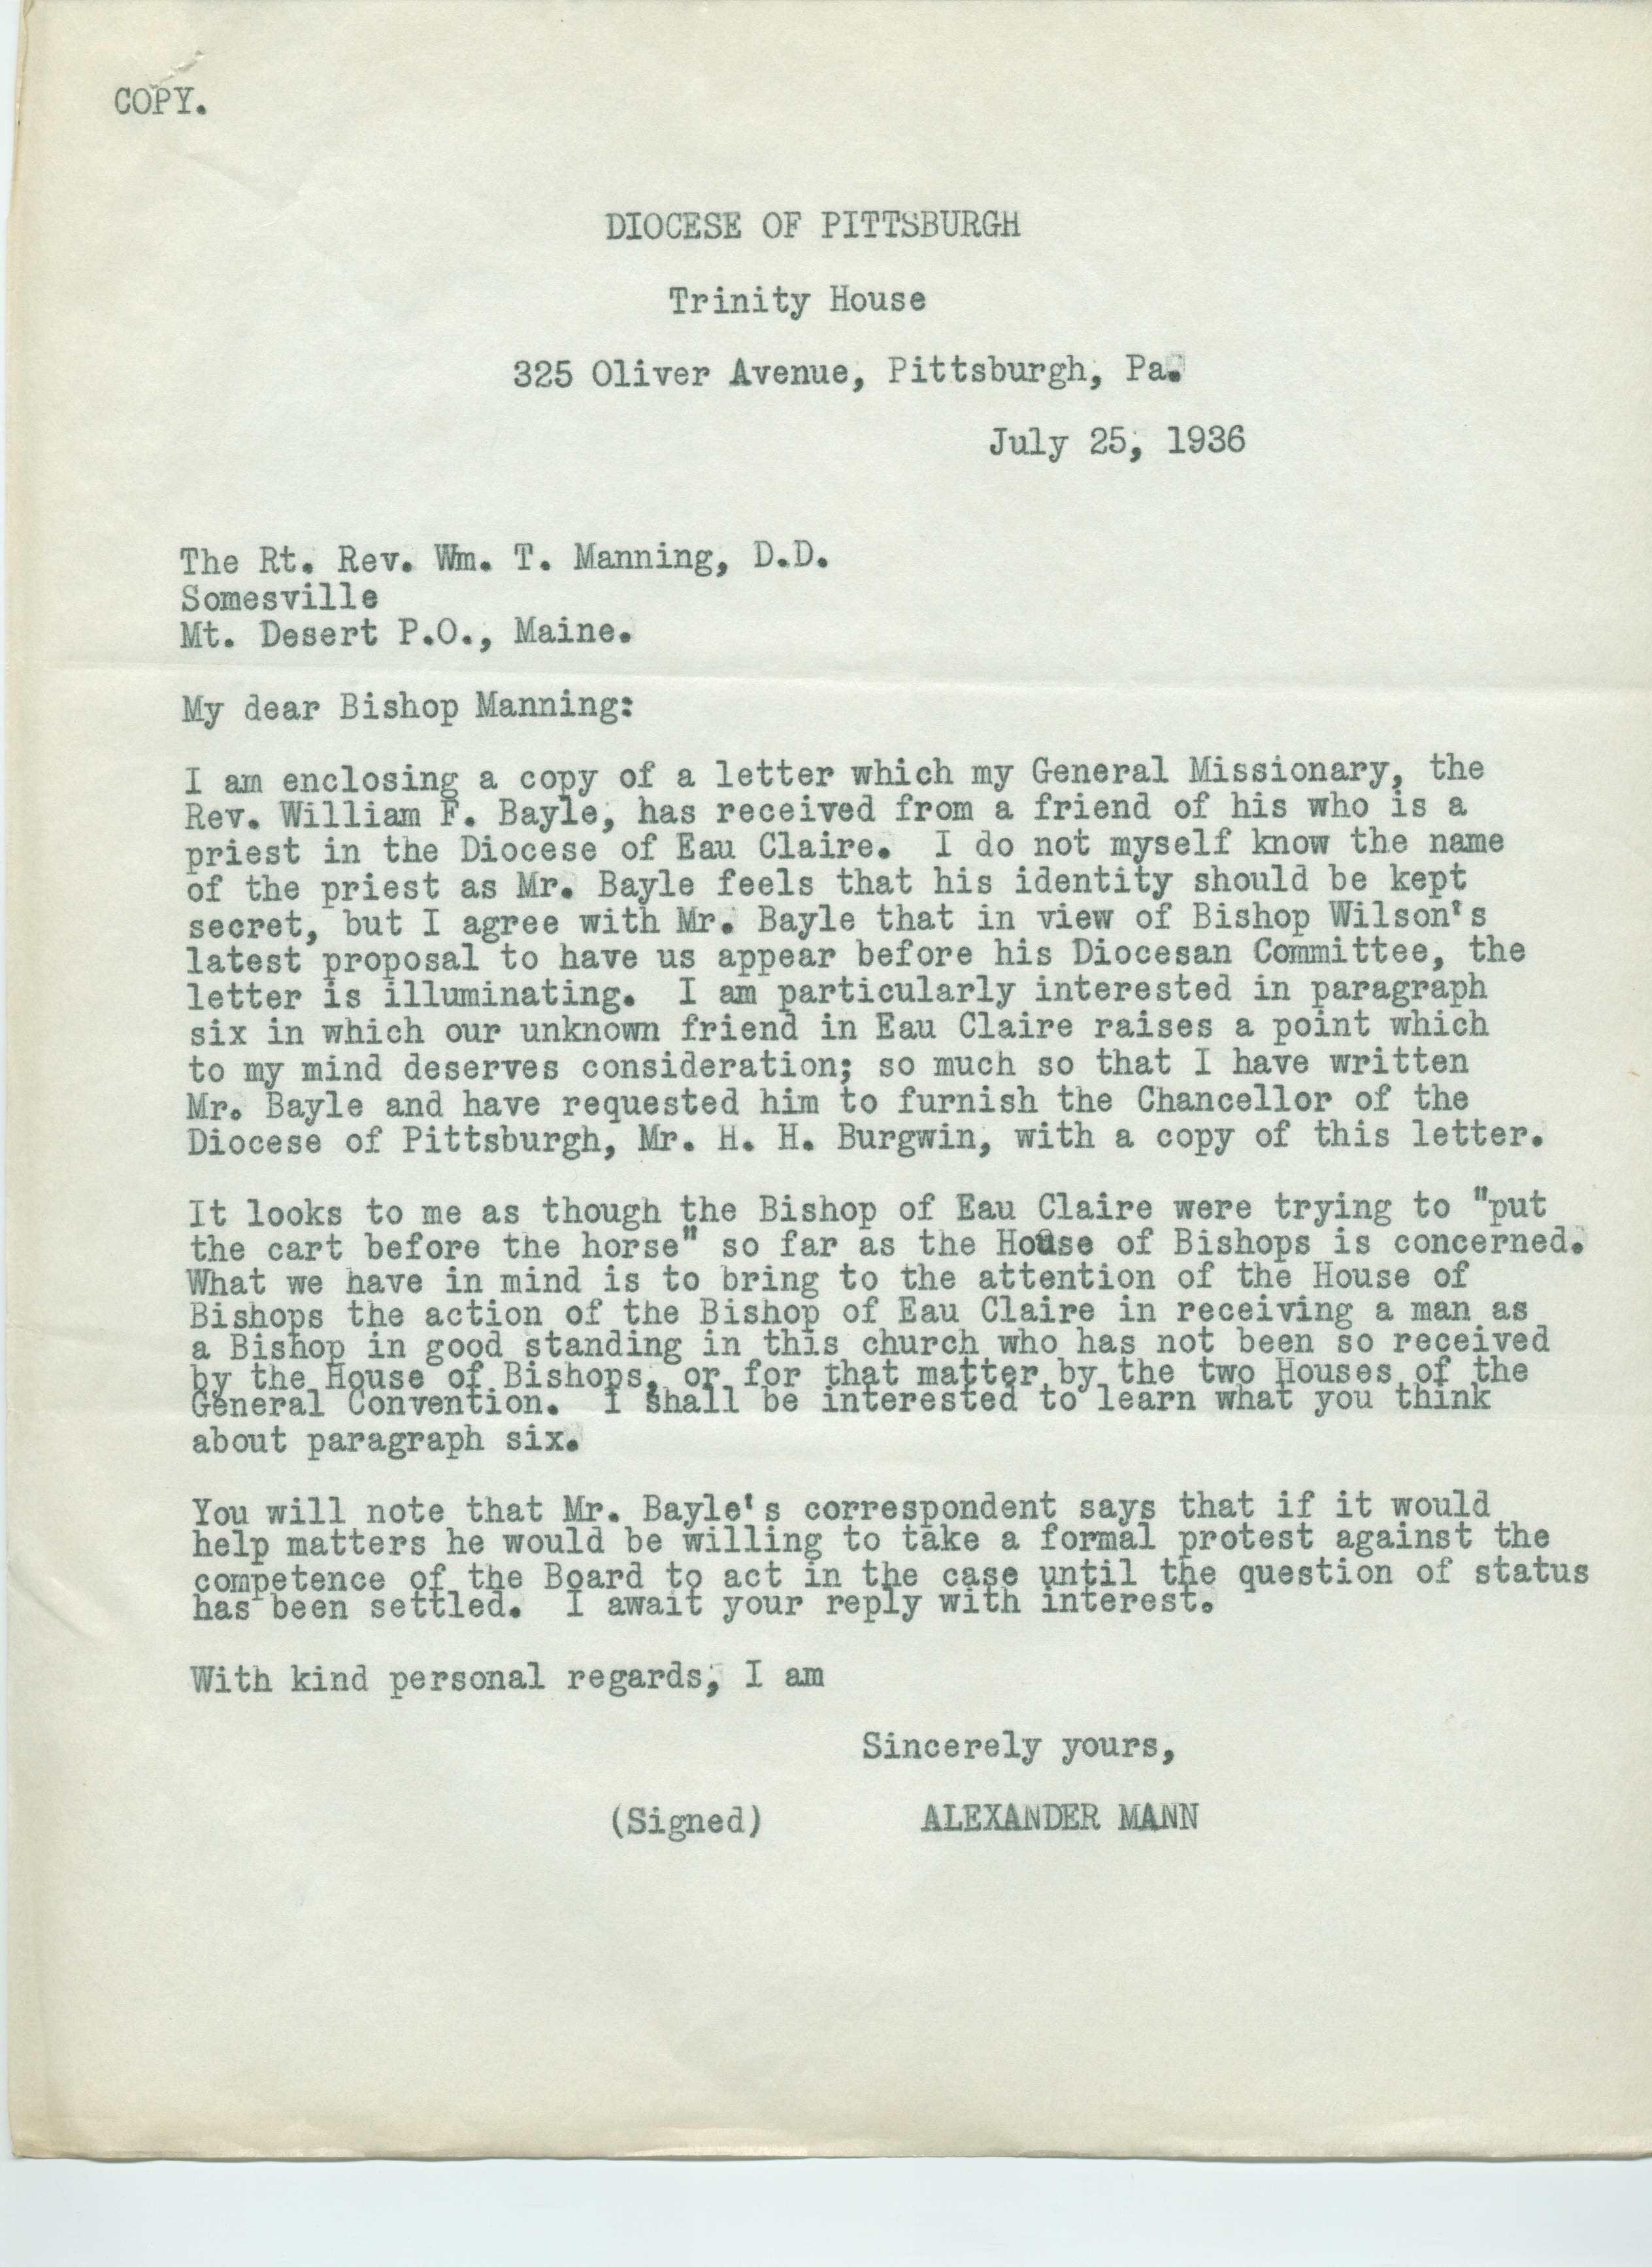 COPY.
DIOCESE OF PITTSBURGH
Trinity House
325 Oliver Avenue, Pittsburgh, Pa.
July 25, 1936
The Rt. Rev. Wm. T. Manning, D.D.
Somesville
Mt. Desert P.O., Maine.
My dear Bishop Manning:
I am enclosing a copy of a letter which my General Missionary, the
Rev. William F. Bayle, has received from a friend of his who is a
priest in the Diocese of Eau Claire.  I do not myself know the name
of the priest as Mr. Bayle feels that his identity should be kept
secret, but I agree with Mr. Bayle that in view of Bishop Wilson's
latest proposal to have us appear before his Diocesan Committee, the
letter is illuminating.  I am particularly interested in paragraph
six in which our unknown friend in Eau Claire raises a point which
to my mind deserves consideration; so much so that I have written
Mr. Bayle and have requested him to furnish the Chancellor of the
Diocese of Pittsburgh, Mr. H. H. Burgwin, with a copy of this letter.
It looks to me as though the Bishop of Eau Claire were trying to "put
the cart before the horse" so far as the House of Bishops is concerned.
What we have in mind is to bring to the attention of the House of
Bishops the action of the Bishop of Eau Claire in receiving a man as
a Bishop in good standing in this church who has not been so received
by the House of Bishops, or for that matter by the two Houses of the
General Convention.  I shall be interested to learn what you think
about paragraph six.
You will note that Mr. Bayle's correspondent says that if it would
help matters he would be willing to take a formal protest against the
competence of the Board to act in the case until the question of status
has been settled.  I await your reply with interest.
With kind personal regards, I am
Sincerely yours,
(Signed) ALEXANDER MANN